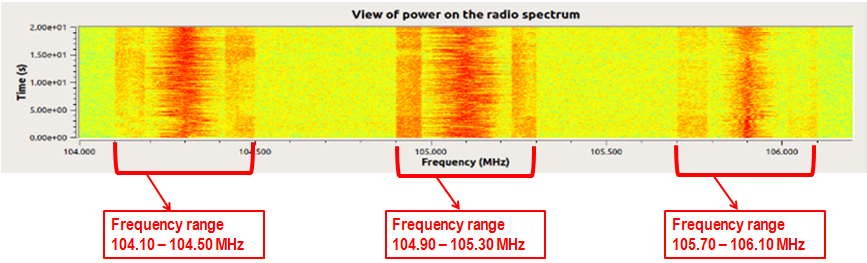 View of power on the radio spectrum
2.00e+01
1.50e+01
1.00e+01
5.00e+00
0.00e+00
Time (s)
104.000
104.500
105.000
105.500
106.000
Frequency (MHz)
Frequency range
104.10 – 104.50 MHz
Frequency range
104.90 – 105.30 MHz
Frequency range
105.70 – 106.10 MHz